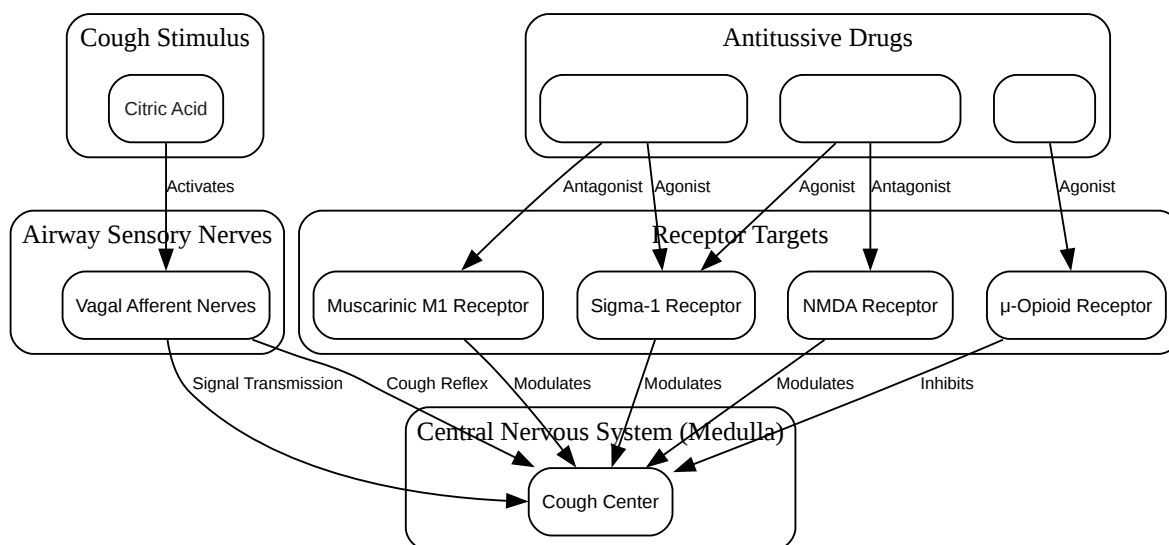 Cough Stimulus
Antitussive Drugs
Citric Acid
Activates
Antagonist
Agonist
Agonist
Antagonist
Agonist
Airway Sensory Nerves
Receptor Targets
Vagal Afferent Nerves
Muscarinic M1 Receptor
Sigma-1 Receptor
NMDA Receptor
μ-Opioid Receptor
Signal Transmission
Cough Reflex
Modulates
Modulates
Modulates
Inhibits
Central Nervous System (Medulla)
Cough Center